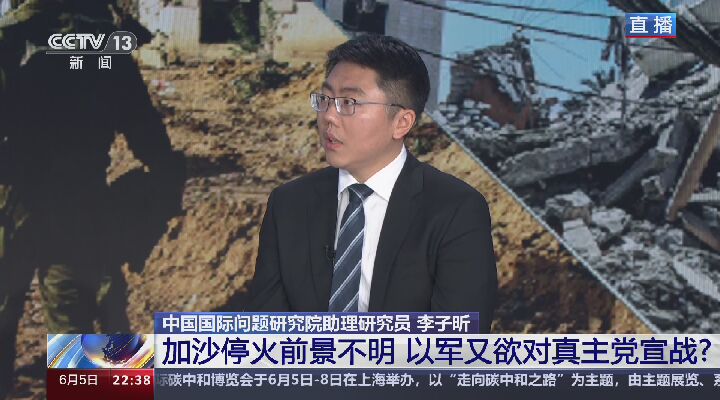 CCTV 13
新闻
直播
中国国际问题研究院助理研究员 李子昕
加沙停火前景不明 以军又欲对真主党宣战?
6月5日 22:38 际碳中和博览会于6月5日-8日在上海举办，以“走向碳中和之路”为主题，由主题展览、